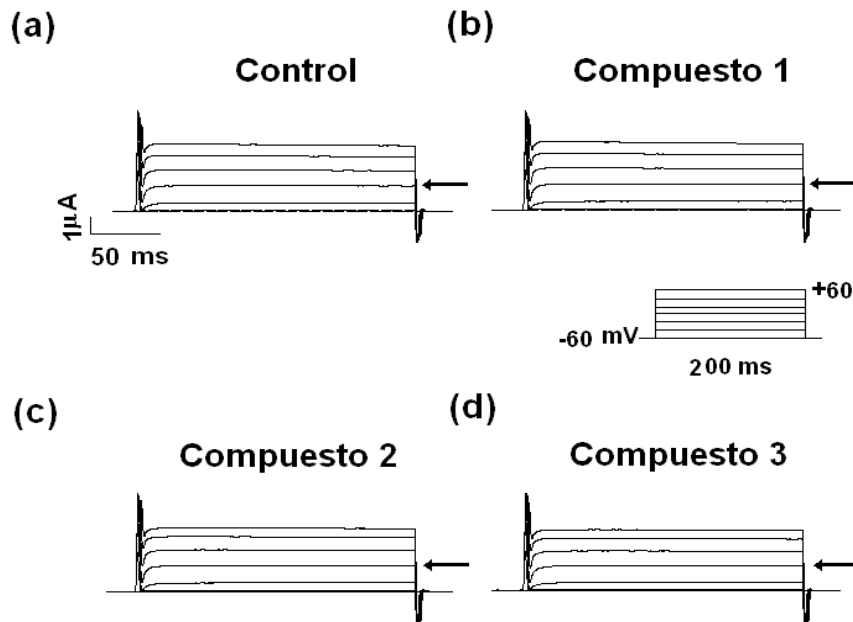 (a)
Control
1µA
50 ms
(b)
Compuesto 1
+60
-60 mV
200 ms
(c)
Compuesto 2
(d)
Compuesto 3